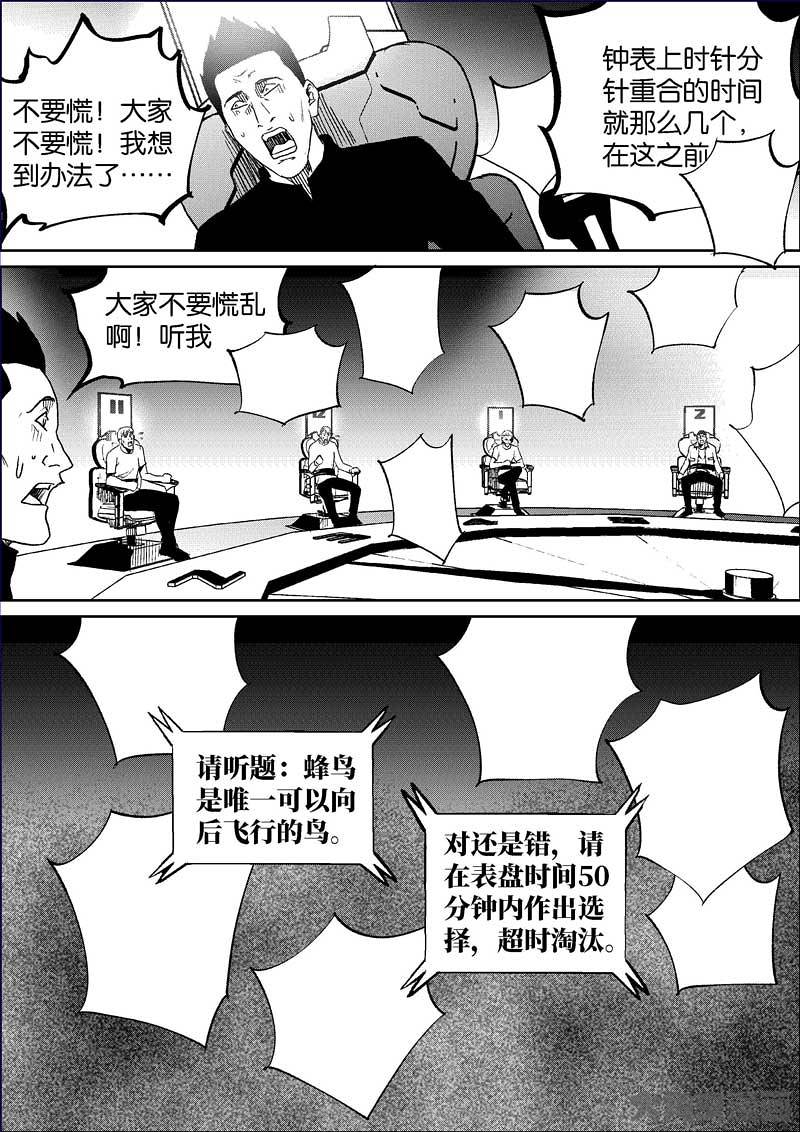 不要慌！大家
不要慌！我想
到办法了……
钟表上时针分
针重合的时间
就那么几个，
在这之前
大家不要慌乱
啊！听我
11
12
1
2
请听题：蜂鸟
是唯一可以向
后飞行的鸟。
对还是错，请
在表盘时间50
分钟内作出选
择，超时淘汰。